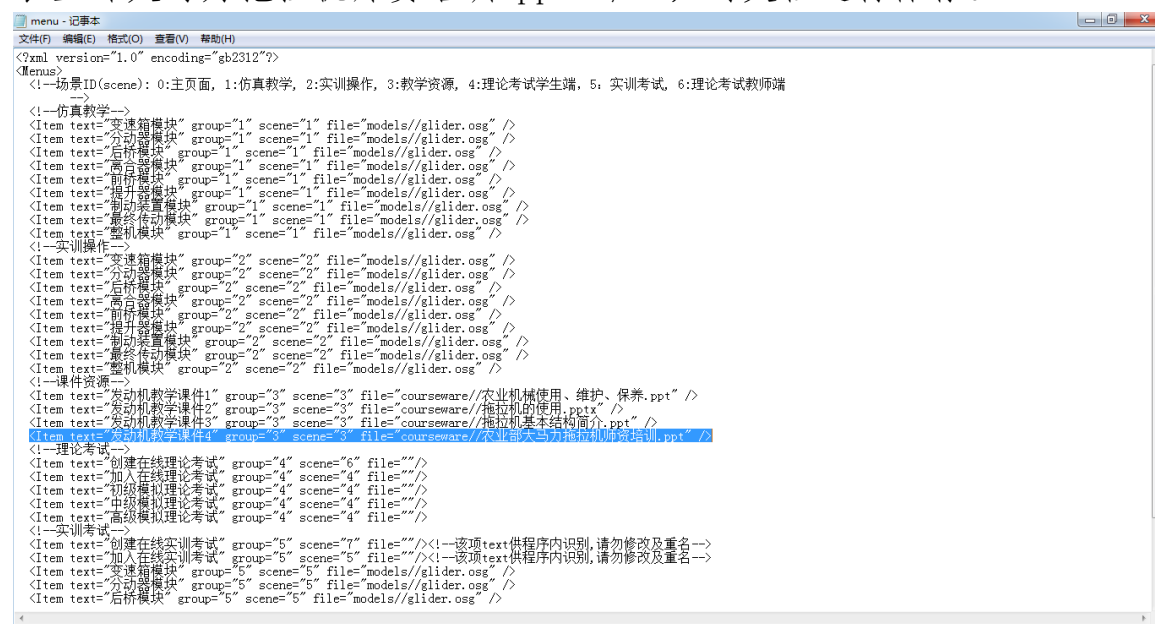 menu - 记事本
文件(F) 编辑(E) 格式(O) 查看(V) 帮助(H)
<?xml version="1.0" encoding="gb2312"?>
<Menus>
<!--场景ID(scene): 0:主页面, 1:仿真教学, 2:实训操作, 3:教学资源, 4:理论考试学生端, 5: 实训考试, 6:理论考试教师端
-->
<!--仿真教学-->
<Item text="变速箱模块" group="1" scene="1" file="models//glider.osg" />
<Item text="分动器模块" group="1" scene="1" file="models//glider.osg" />
<Item text="后桥模块" group="1" scene="1" file="models//glider.osg" />
<Item text="离合器模块" group="1" scene="1" file="models//glider.osg" />
<Item text="前桥模块" group="1" scene="1" file="models//glider.osg" />
<Item text="提升器模块" group="1" scene="1" file="models//glider.osg" />
<Item text="制动装置模块" group="1" scene="1" file="models//glider.osg" />
<Item text="最终传动模块" group="1" scene="1" file="models//glider.osg" />
<Item text="整机模块" group="1" scene="1" file="models//glider.osg" />
<!--实训操作-->
<Item text="变速箱模块" group="2" scene="2" file="models//glider.osg" />
<Item text="分动器模块" group="2" scene="2" file="models//glider.osg" />
<Item text="后桥模块" group="2" scene="2" file="models//glider.osg" />
<Item text="离合器模块" group="2" scene="2" file="models//glider.osg" />
<Item text="前桥模块" group="2" scene="2" file="models//glider.osg" />
<Item text="提升器模块" group="2" scene="2" file="models//glider.osg" />
<Item text="制动装置模块" group="2" scene="2" file="models//glider.osg" />
<Item text="最终传动模块" group="2" scene="2" file="models//glider.osg" />
<Item text="整机模块" group="2" scene="2" file="models//glider.osg" />
<!--课件资源-->
<Item text="发动机教学课件1" group="3" scene="3" file="courseware//农业机械使用、维护、保养.ppt" />
<Item text="发动机教学课件2" group="3" scene="3" file="courseware//拖拉机的使用.pptx" />
<Item text="发动机教学课件3" group="3" scene="3" file="courseware//拖拉机基本结构简介.ppt" />
<Item text="发动机教学课件4" group="3" scene="3" file="courseware//农业部大马力拖拉机师资培训.ppt" />
<!--理论考试-->
<Item text="创建在线理论考试" group="4" scene="6" file=""/>
<Item text="加入在线理论考试" group="4" scene="4" file=""/>
<Item text="初级模拟理论考试" group="4" scene="4" file=""/>
<Item text="中级模拟理论考试" group="4" scene="4" file=""/>
<Item text="高级模拟理论考试" group="4" scene="4" file=""/>
<!--实训考试-->
<Item text="创建在线实训考试" group="5" scene="7" file=""/><!--该项text供程序内识别,请勿修改及重名-->
<Item text="加入在线实训考试" group="5" scene="5" file=""/><!--该项text供程序内识别,请勿修改及重名-->
<Item text="变速箱模块" group="5" scene="5" file="models//glider.osg" />
<Item text="分动器模块" group="5" scene="5" file="models//glider.osg" />
<Item text="后桥模块" group="5" scene="5" file="models//glider.osg" />